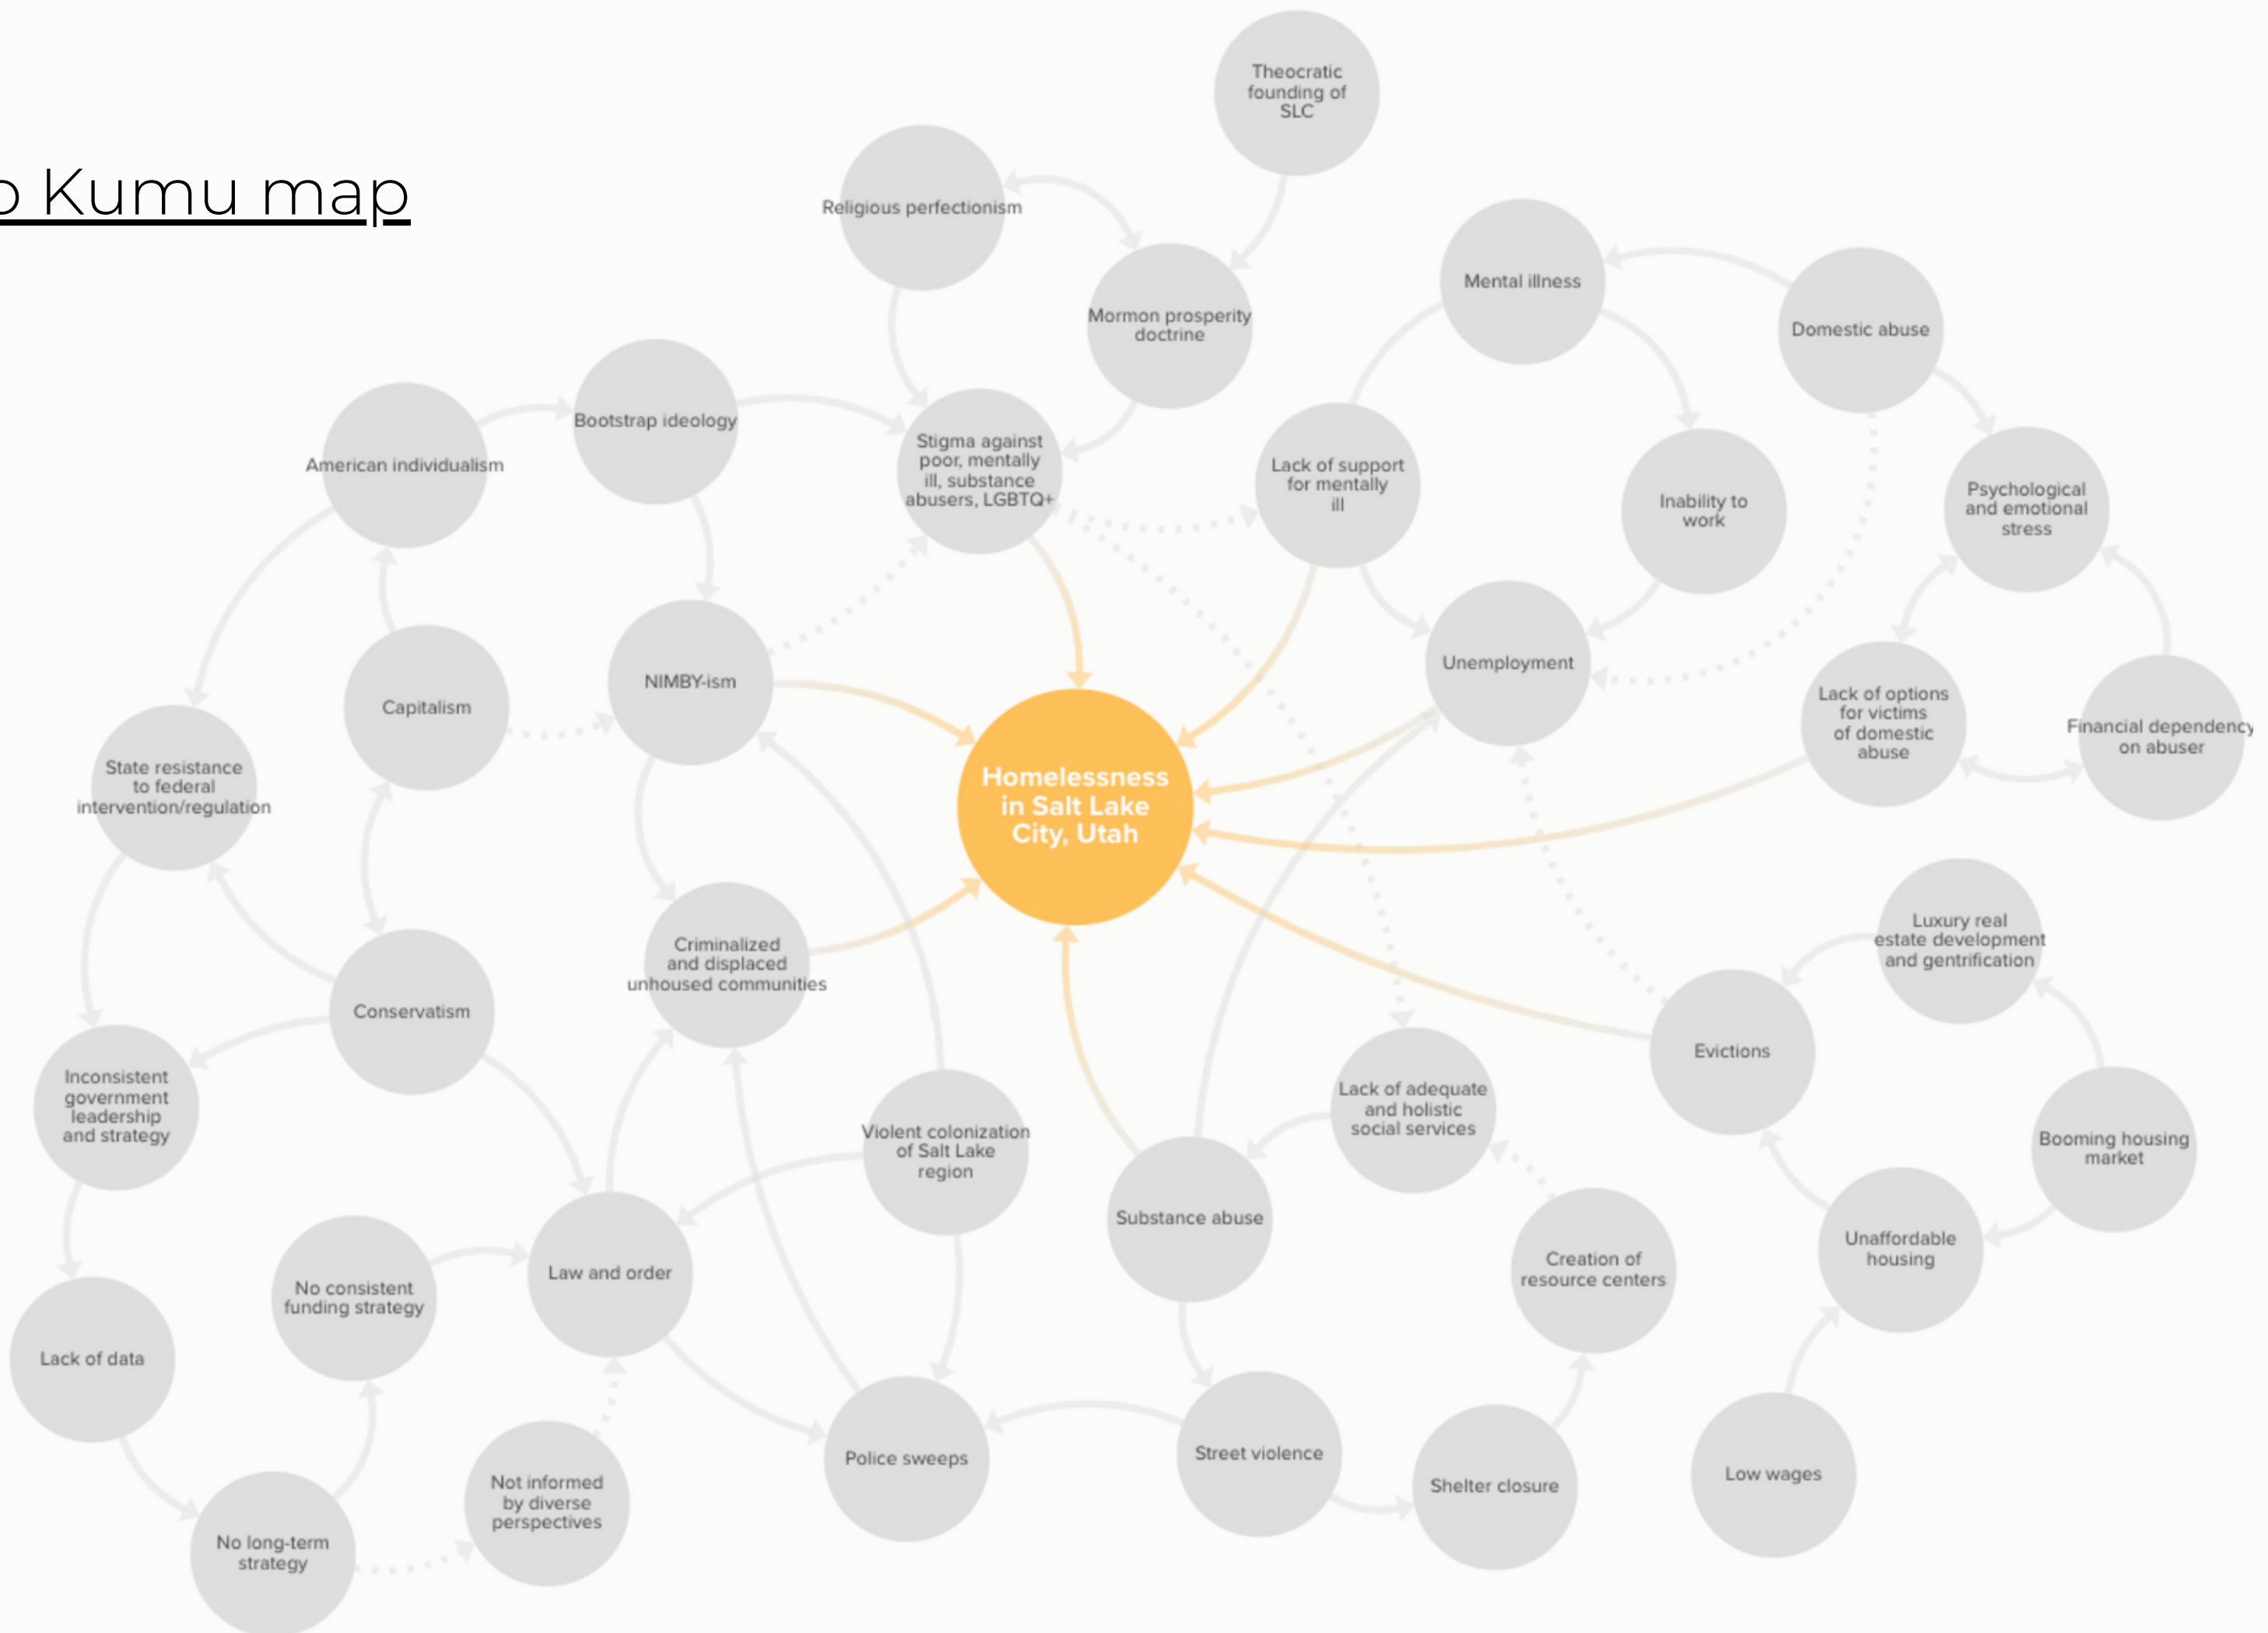 o Kumu map
Theocratic
founding of
SLC
Religious perfectionism
Mormon prosperity
doctrine
Mental illness
Domestic abuse
Bootstrap ideology
American individualism
Stigma against
poor, mentally
ill, substance
abusers, LGBTQ+
Lack of support
for mentally
ill
Inability to
work
Psychological
and emotional
stress
NIMBY-ism
Capitalism
Unemployment
Lack of options
for victims
of domestic
abuse
Financial dependency
on abuser
State resistance
to federal
intervention/regulation
Homelessness
in Salt Lake
City, Utah
Criminalized
and displaced
unhoused communities
Luxury real
estate development
and gentrification
Conservatism
Evictions
Inconsistent
government
leadership
and strategy
Violent colonization
of Salt Lake
region
Lack of adequate
and holistic
social services
Booming housing
market
Substance abuse
Unaffordable
housing
Law and order
Creation of
resource centers
No consistent
funding strategy
Lack of data
Police sweeps
Street violence
Shelter closure
Low wages
Not informed
by diverse
perspectives
No long-term
strategy